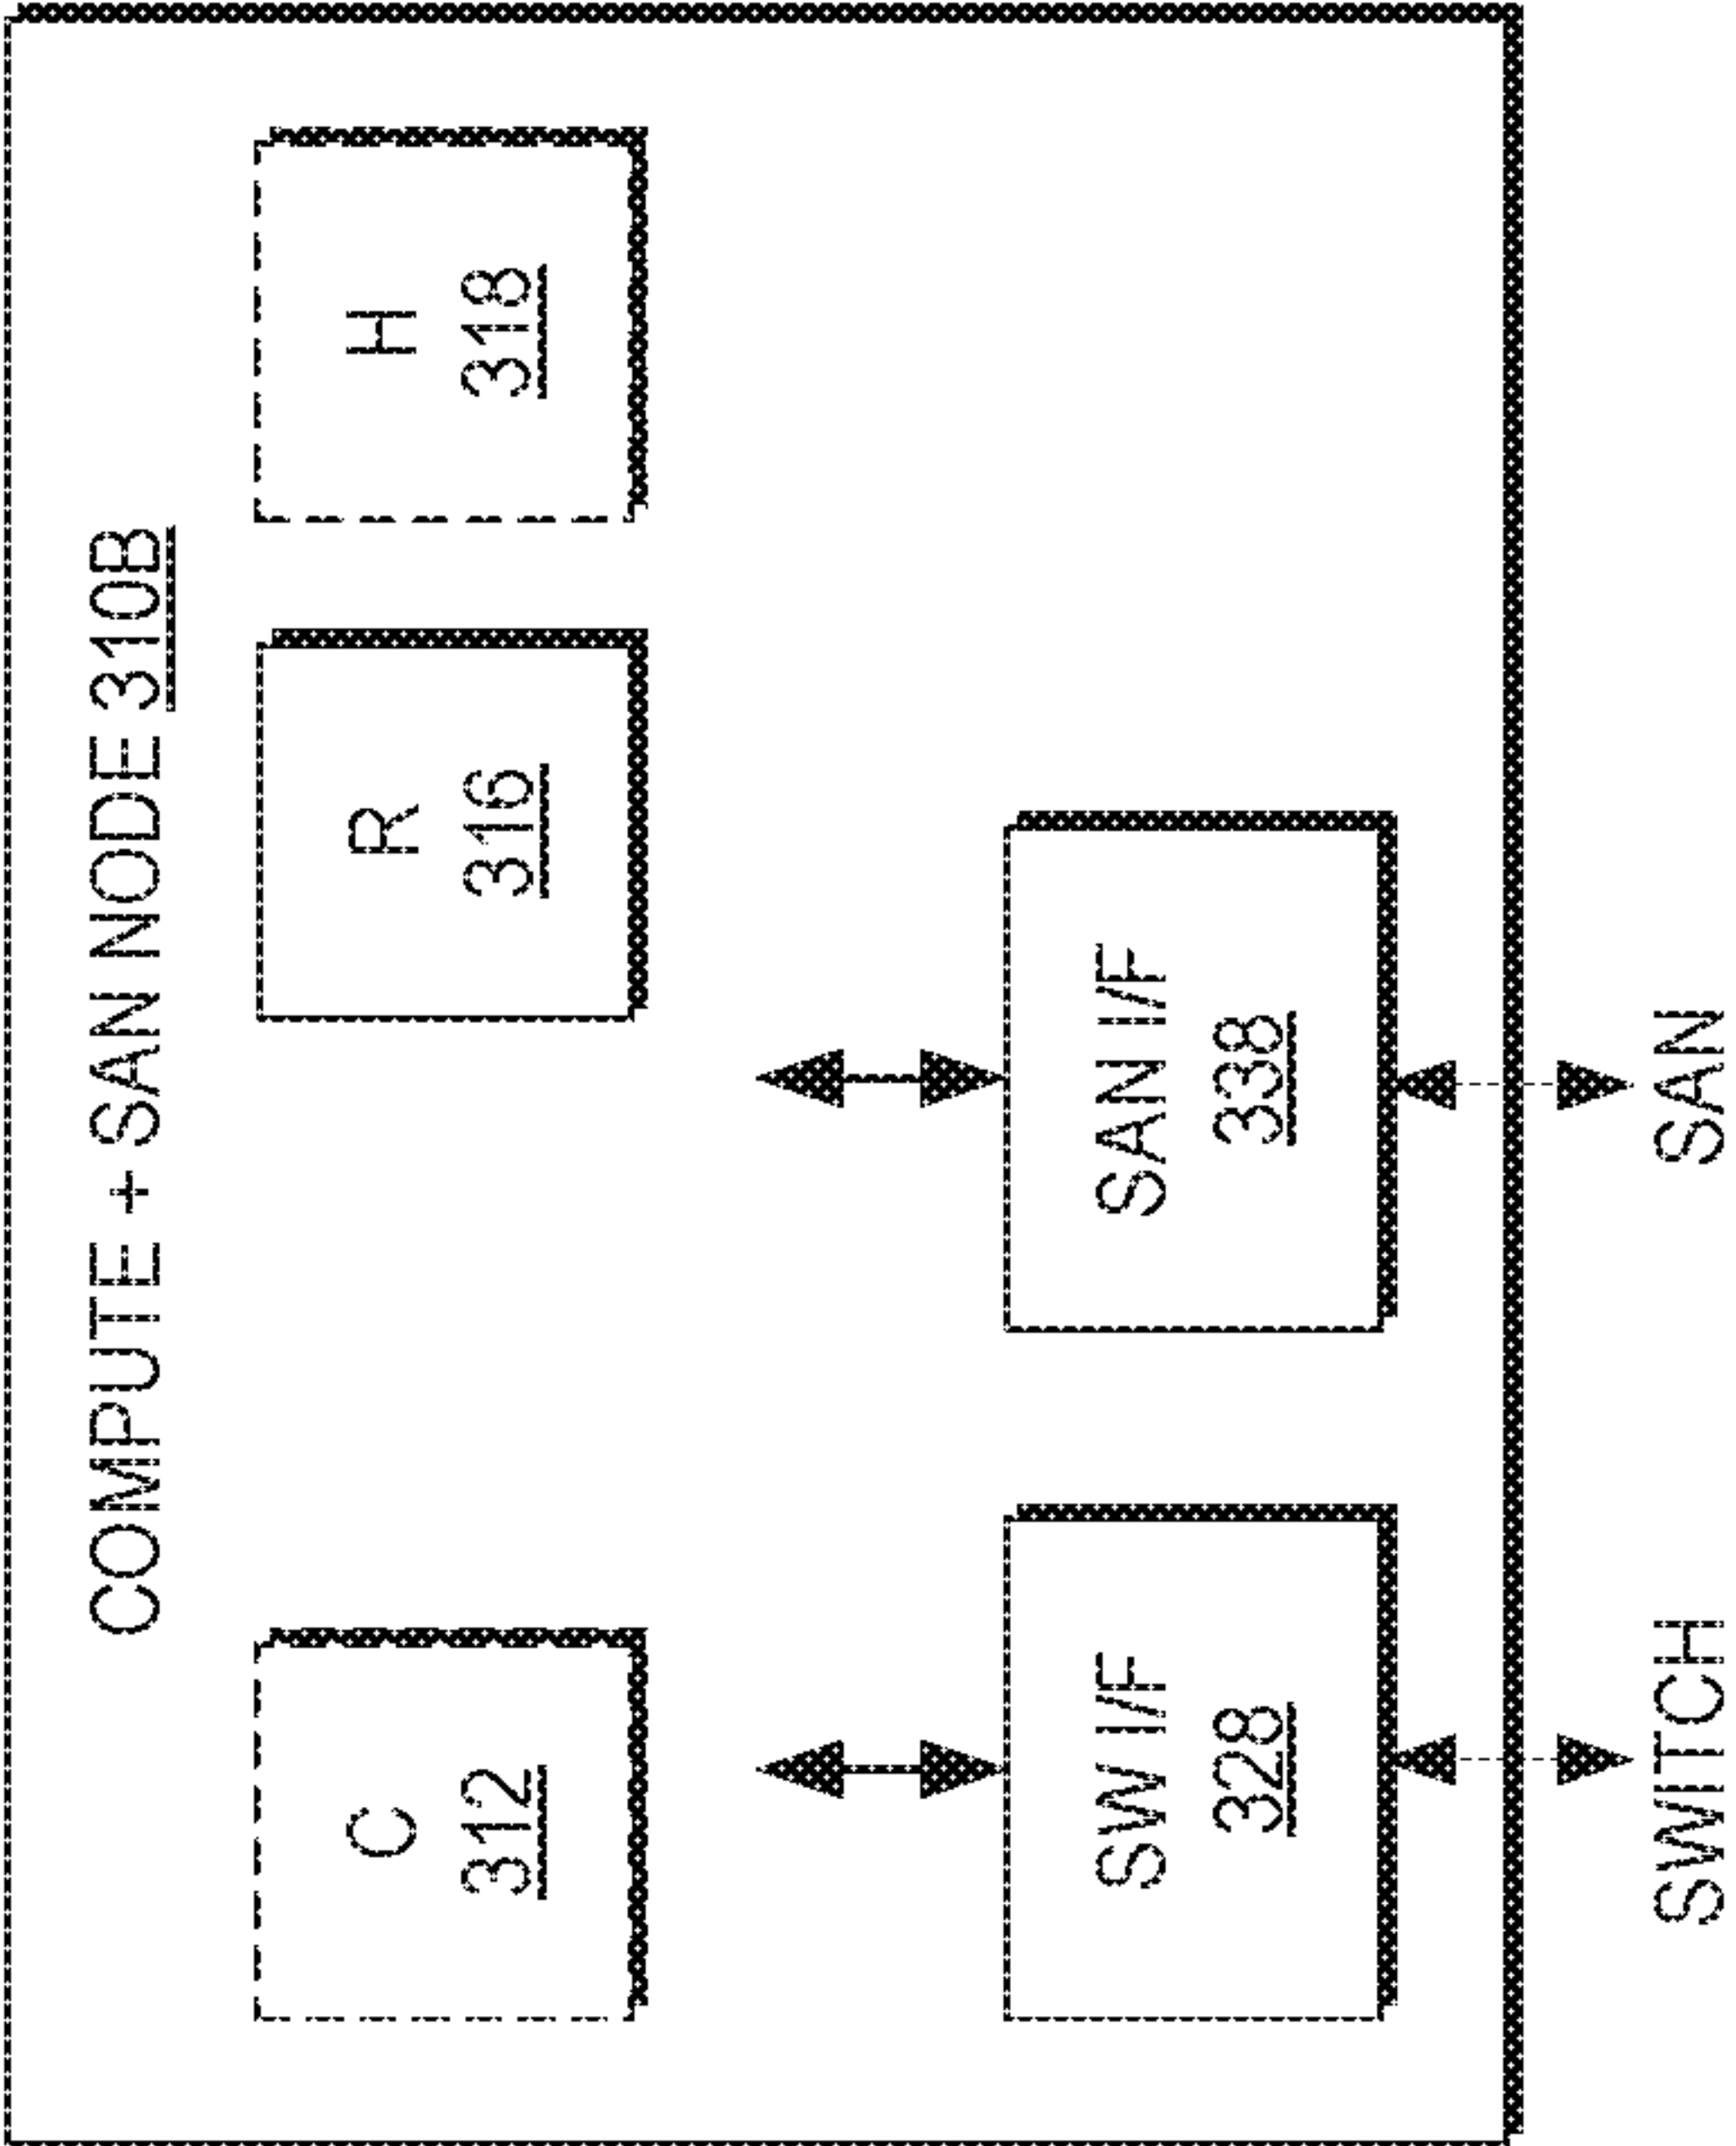 COMPUTE + SAN NODE 310B
C
312
R
316
H
318
SW I/F
328
SAN I/F
338
SWITCH
SAN